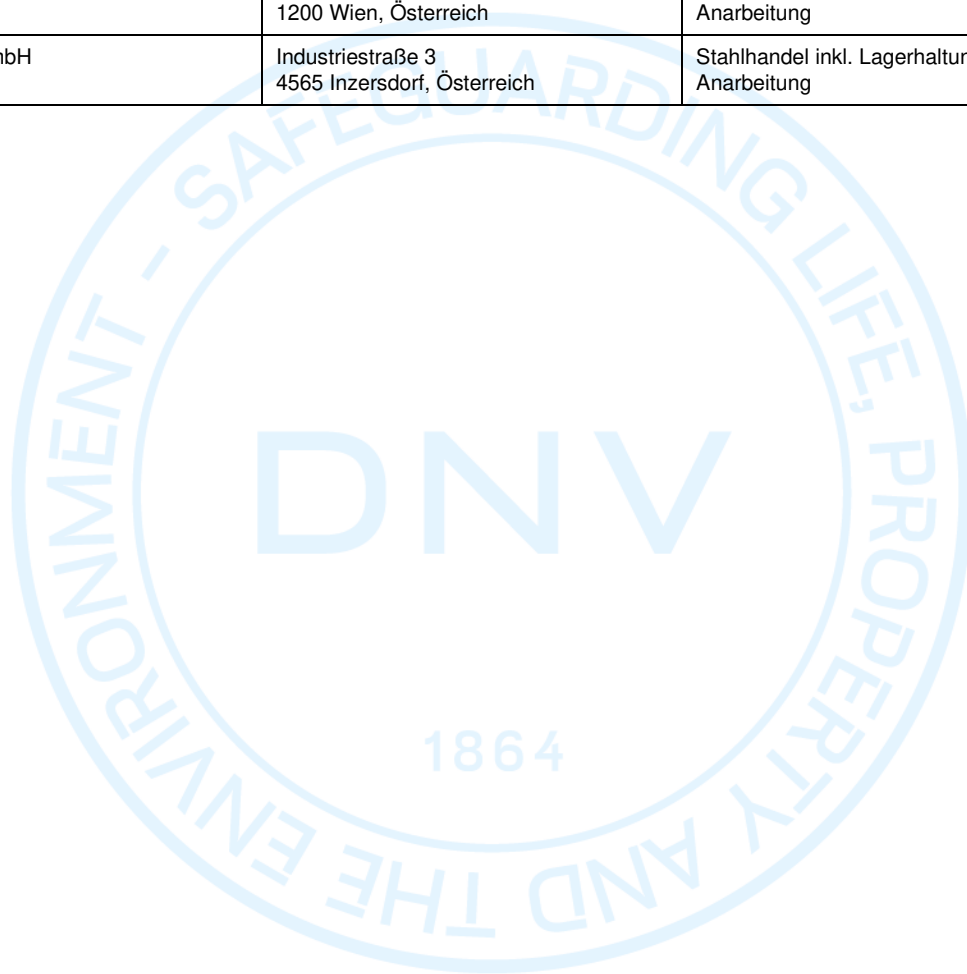 1200 Wien, Österreich
Anarbeitung
mbH
Industriestraße 3
4565 Inzersdorf, Österreich
Stahlhandel inkl. Lagerhaltun
Anarbeitung
SAFEGUARDING LIFE, PROPERTY AND THE ENVIRONMENT -
DNV
1864